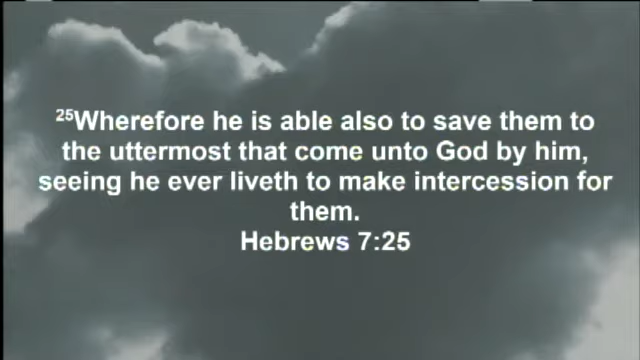 ²⁵Wherefore he is able also to save them to
the uttermost that come unto God by him,
seeing he ever liveth to make intercession for
them.
Hebrews 7:25